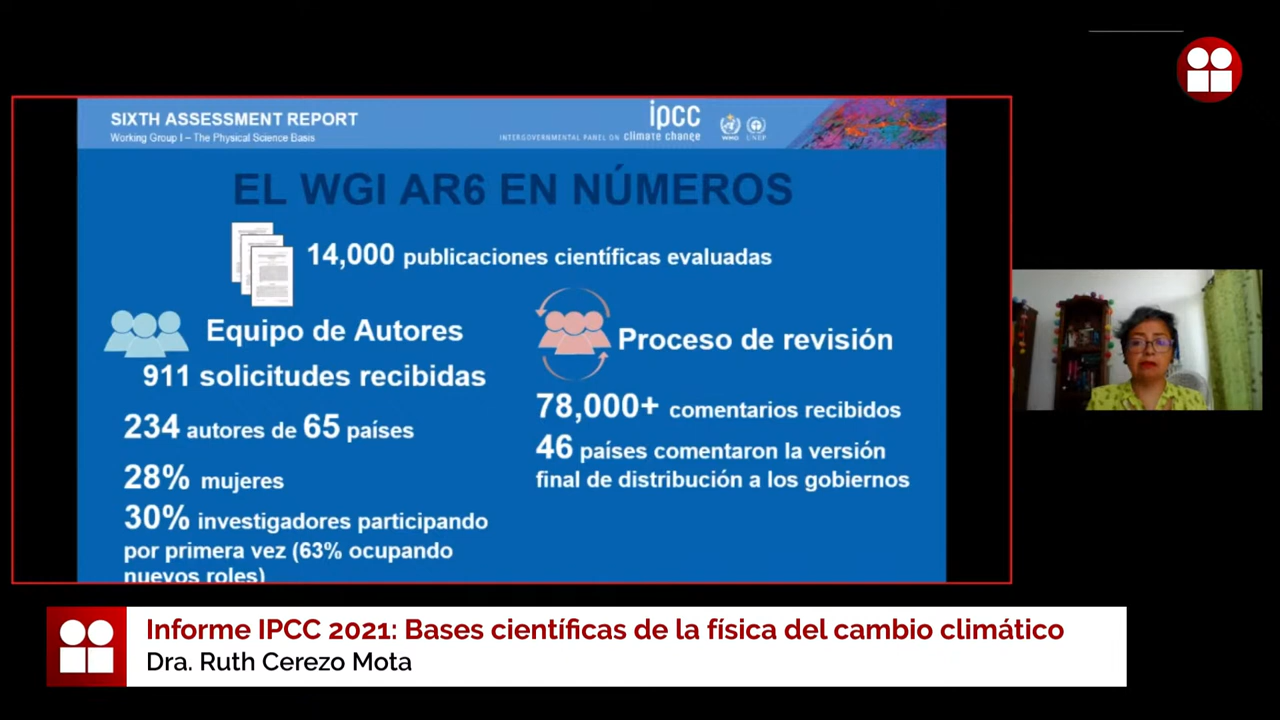 SIXTH ASSESSMENT REPORT
Working Group I – The Physical Science Basis
ipcc
INTERGOVERNMENTAL PANEL ON climate change
WMO UNEP
EL WGI AR6 EN NÚMEROS
14,000 publicaciones científicas evaluadas
Equipo de Autores
911 solicitudes recibidas
234 autores de 65 países
28% mujeres
30% investigadores participando
por primera vez (63% ocupando
nuevos roles)
Proceso de revisión
78,000+ comentarios recibidos
46 países comentaron la versión
final de distribución a los gobiernos
Informe IPCC 2021: Bases científicas de la física del cambio climático
Dra. Ruth Cerezo Mota